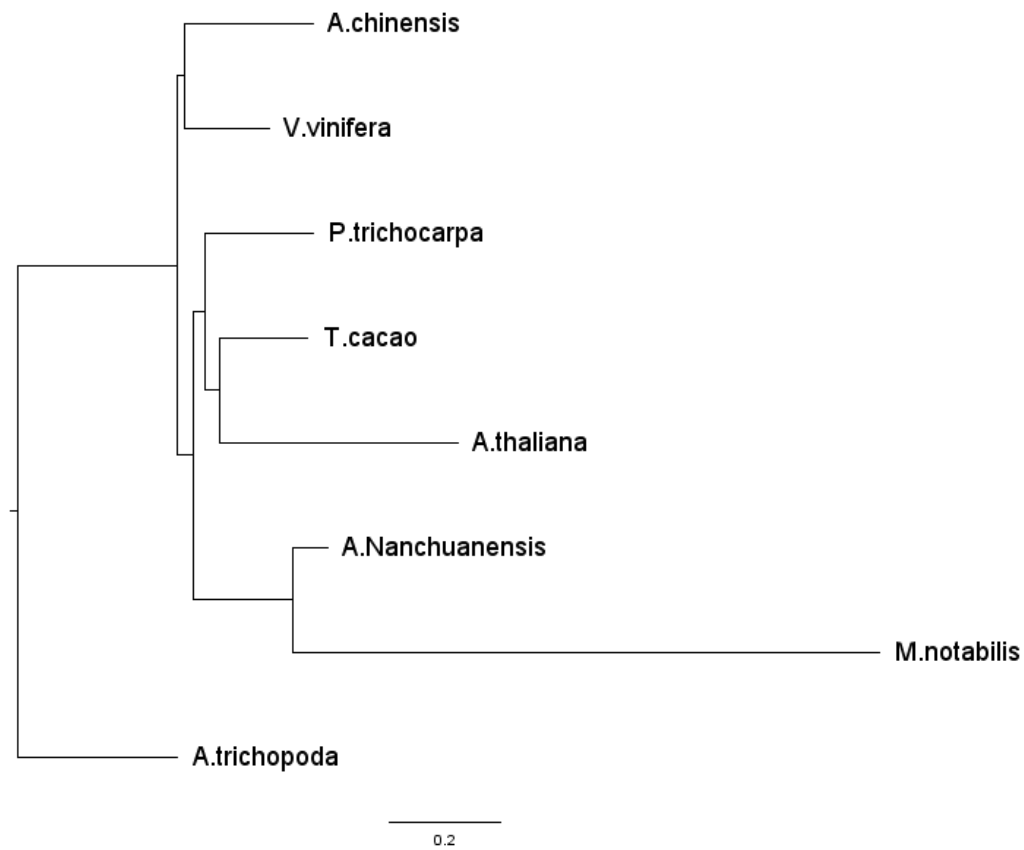 A.chinensis
V.vinifera
P.trichocarpa
T.cacao
A.thaliana
A.Nanchuanensis
M.notabilis
A.trichopoda
0.2